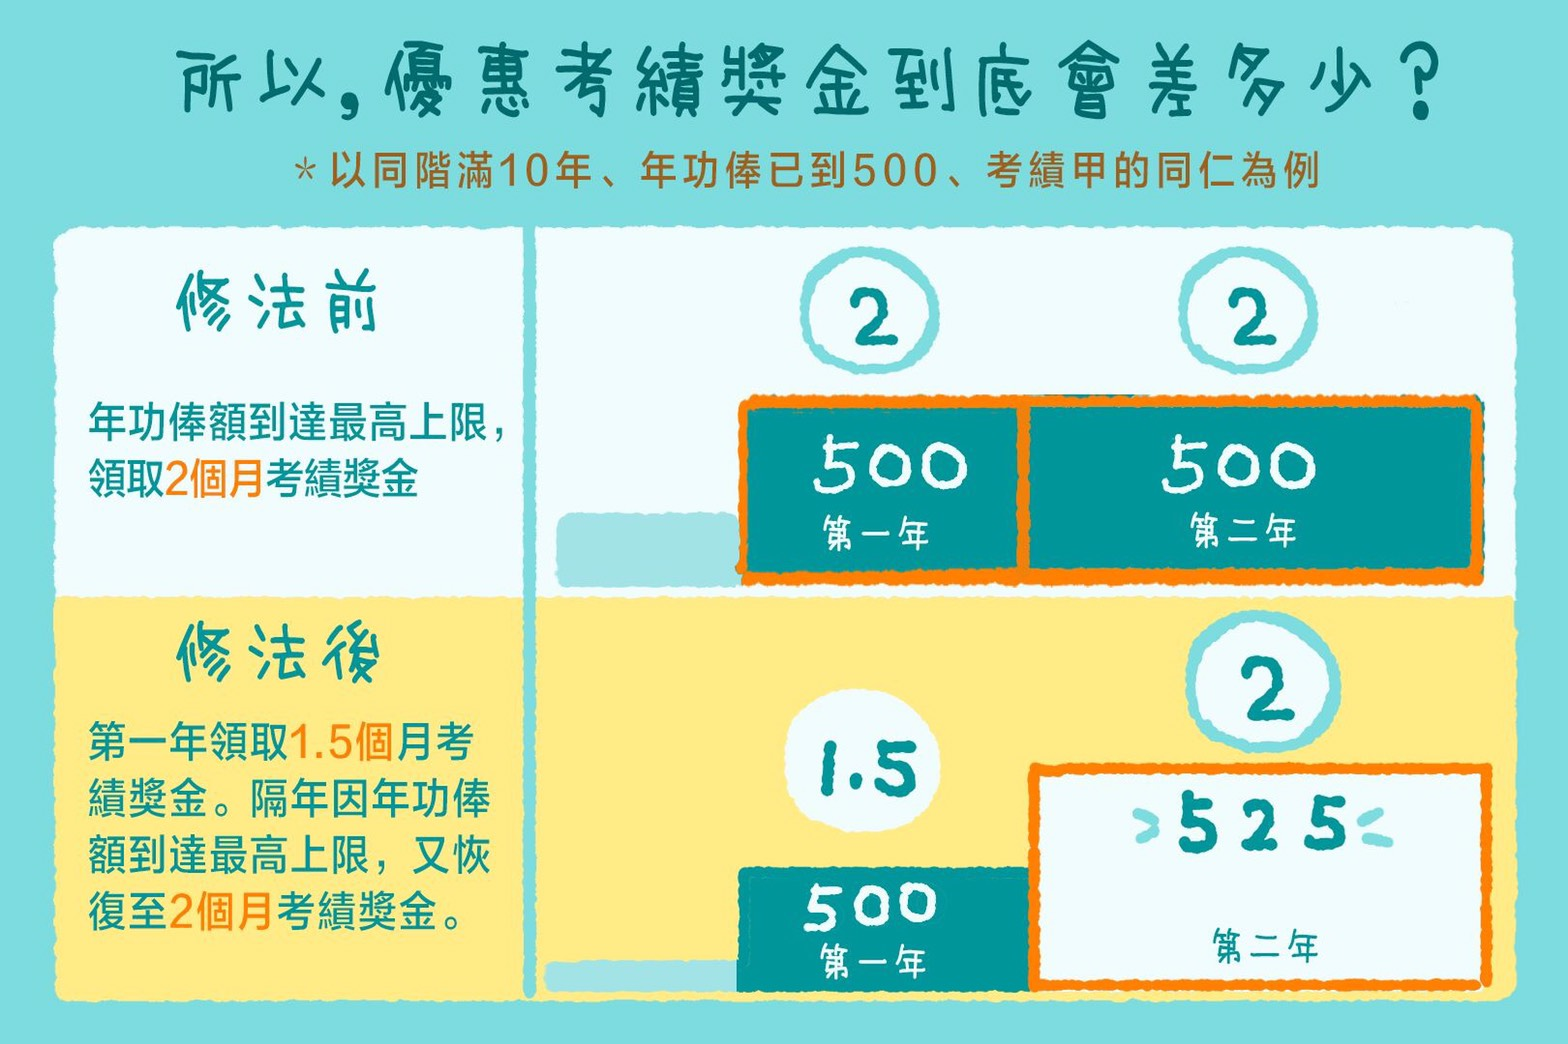 所以,優惠考績獎金到底會差多少?
*以同階滿10年、年功俸已到500、考績甲的同仁為例
修法前
年功俸額到達最高上限,
領取2個月考績獎金
2
2
500
第一年
500
第二年
修法後
第一年領取1.5個月考
績獎金。隔年因年功俸
額到達最高上限,又恢
復至2個月考績獎金。
1.5
2
500
第一年
525
第二年